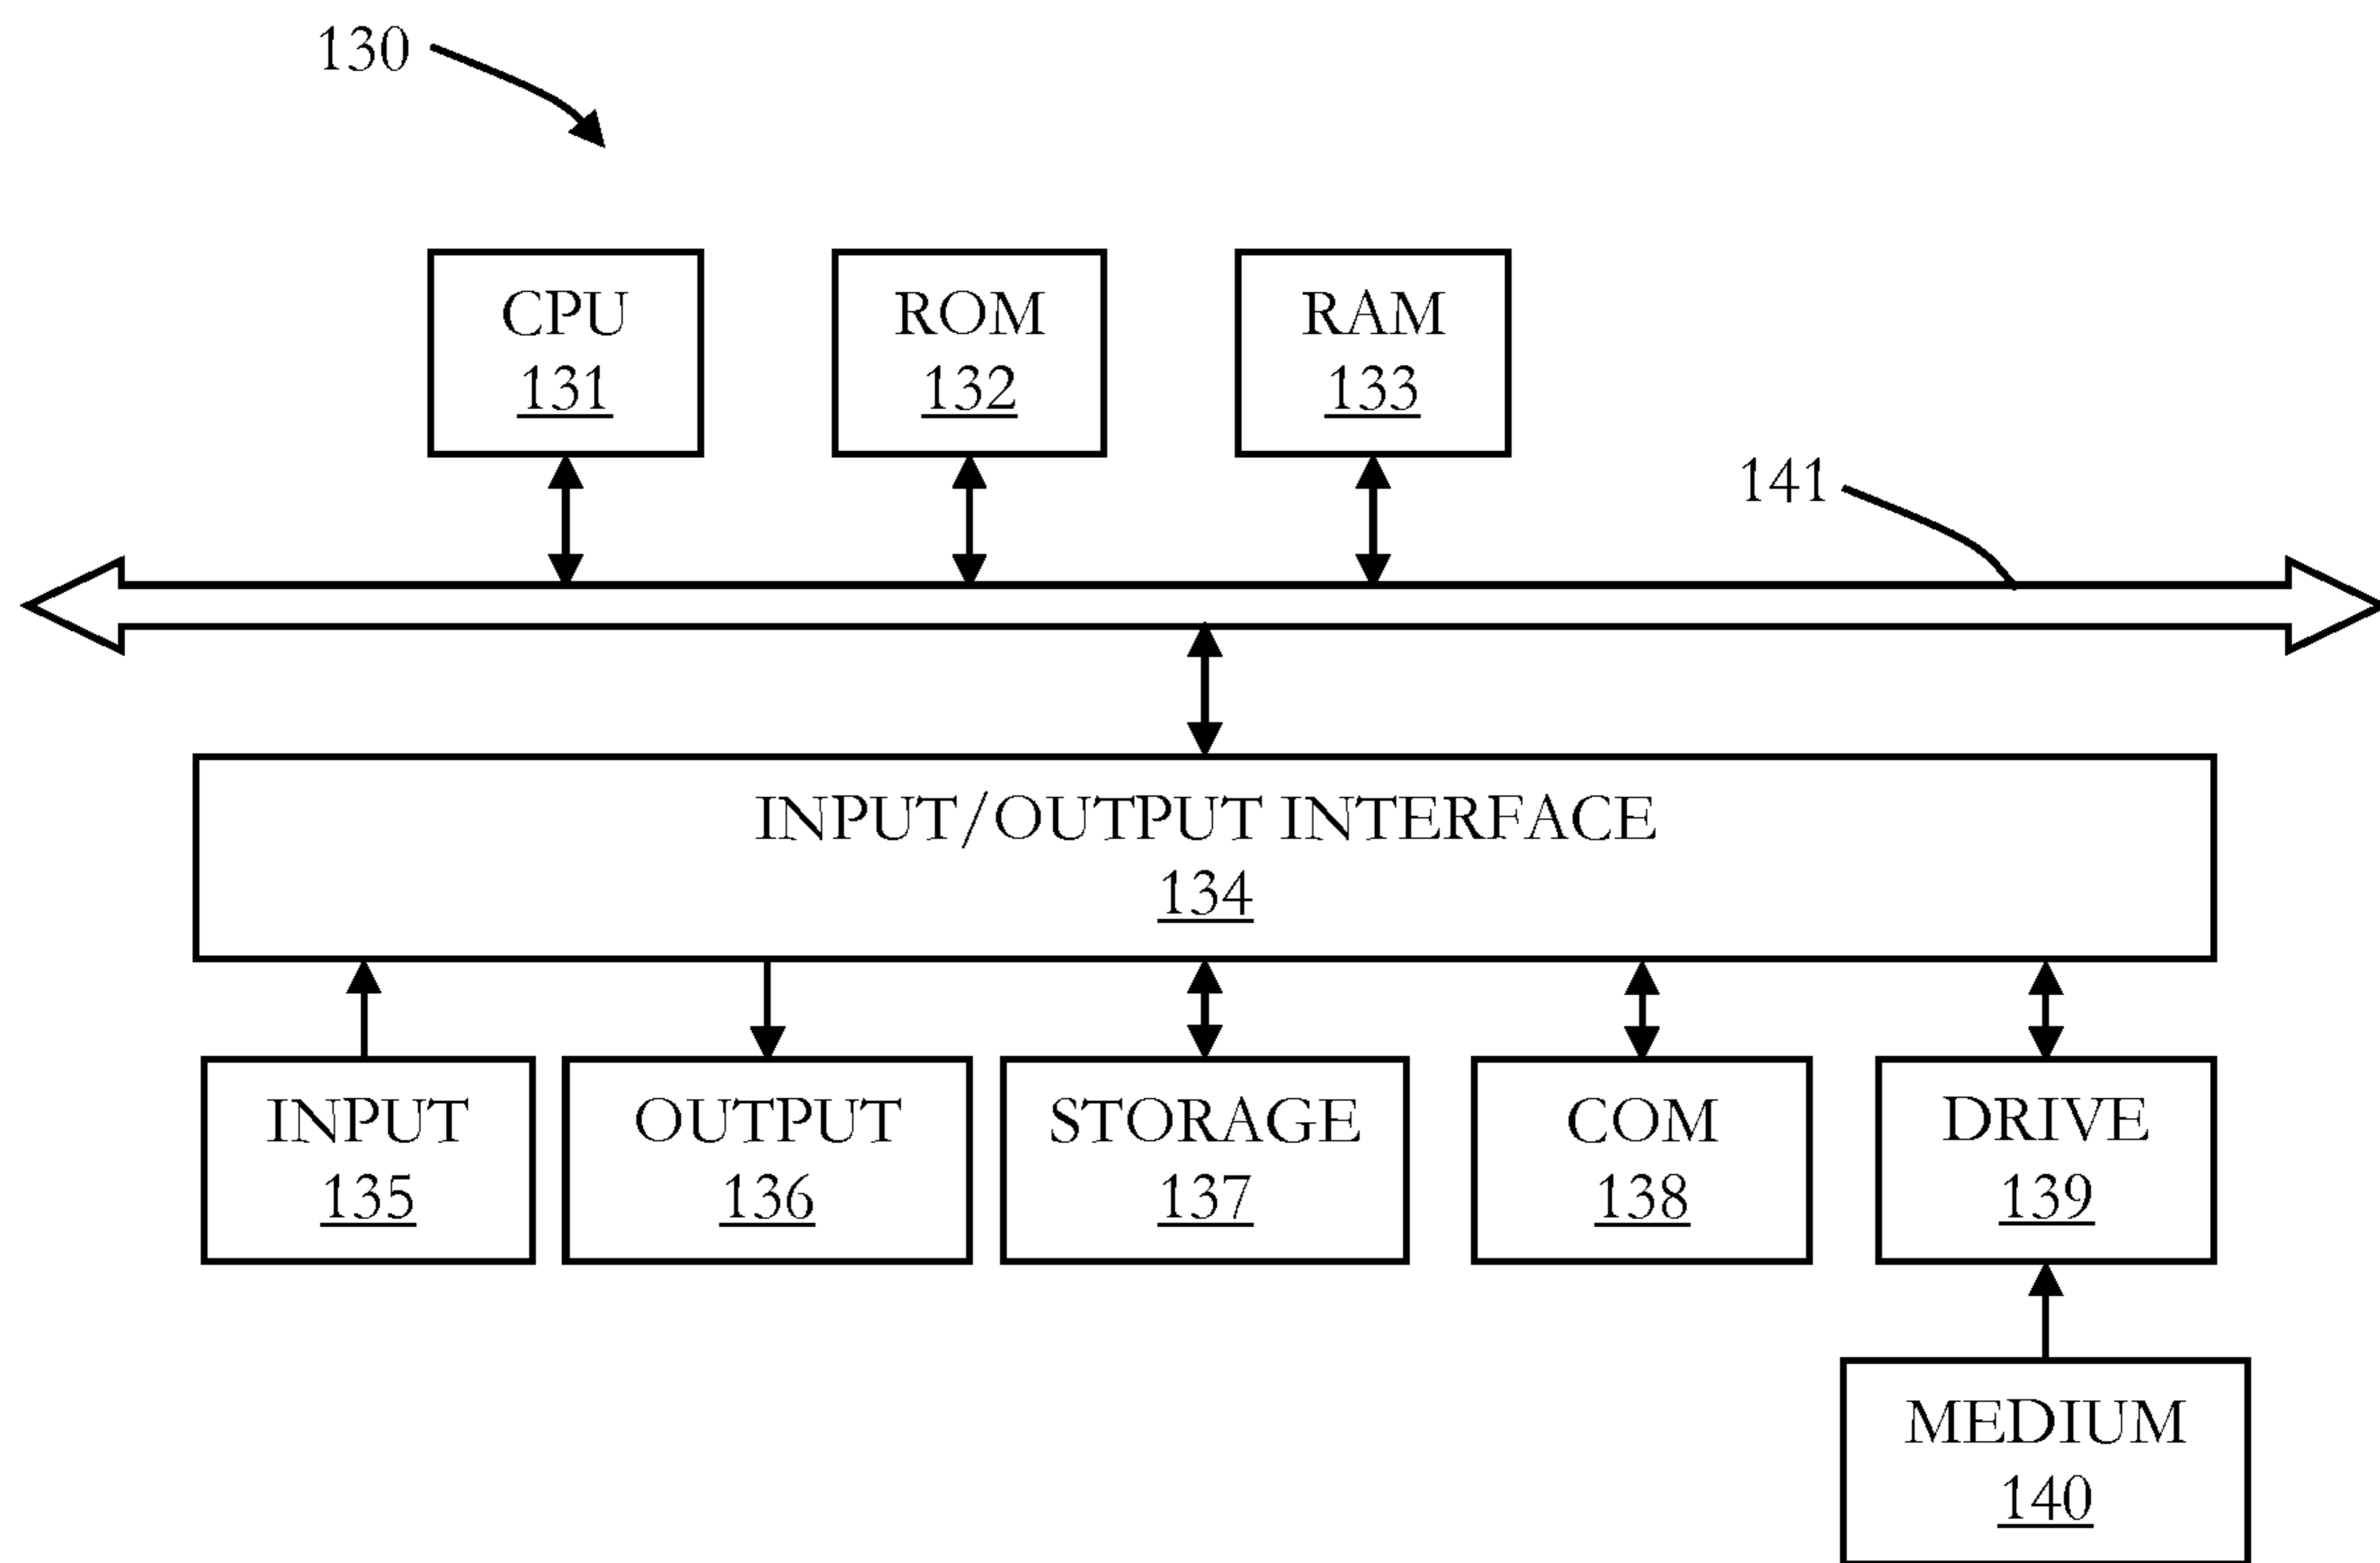 130
CPU
131
ROM
132
RAM
133
141
INPUT/OUTPUT INTERFACE
134
INPUT
135
OUTPUT
136
STORAGE
137
COM
138
DRIVE
139
MEDIUM
140